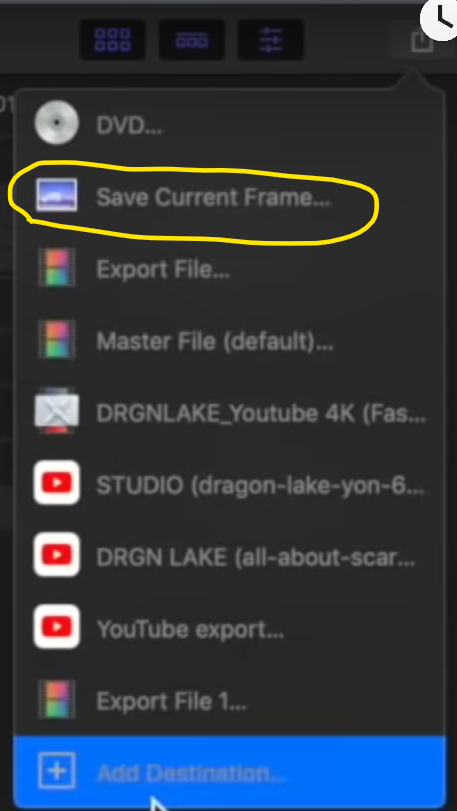 01
DVD...
Save Current Frame...
Export File...
Master File (default)...
DRGNLAKE_Youtube 4K (Fas...
STUDIO (dragon-lake-yon-6...
DRGN LAKE (all-about-scar...
YouTube export...
Export File 1...
Add Destination...